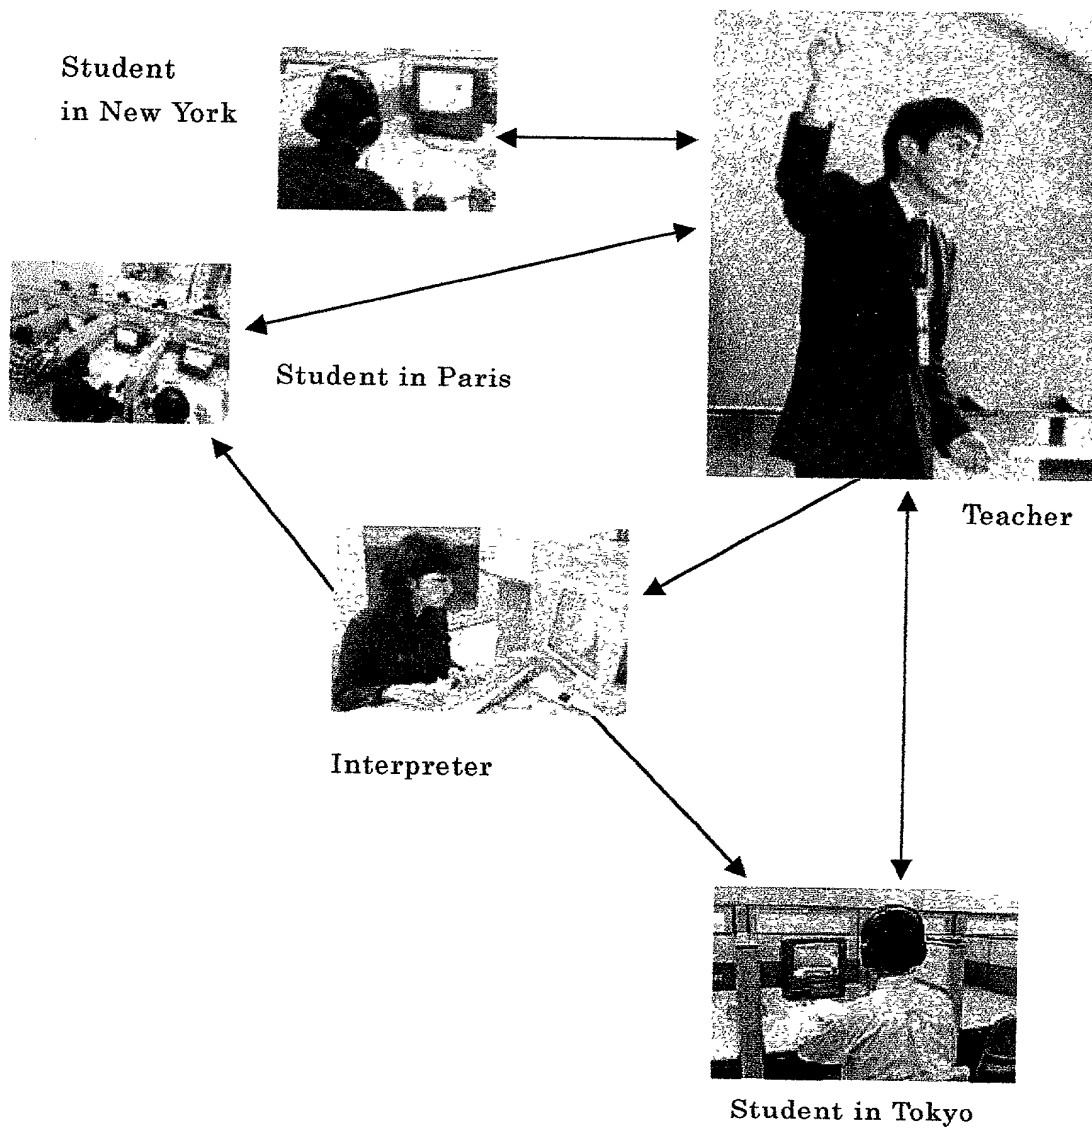 Student
in New York
Student in Paris
Teacher
Interpreter
Student in Tokyo